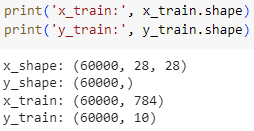 print('x_train:', x_train.shape)
print('y_train:', y_train.shape)
x_shape: (60000, 28, 28)
y_shape: (60000,)
x_train: (60000, 784)
y_train: (60000, 10)